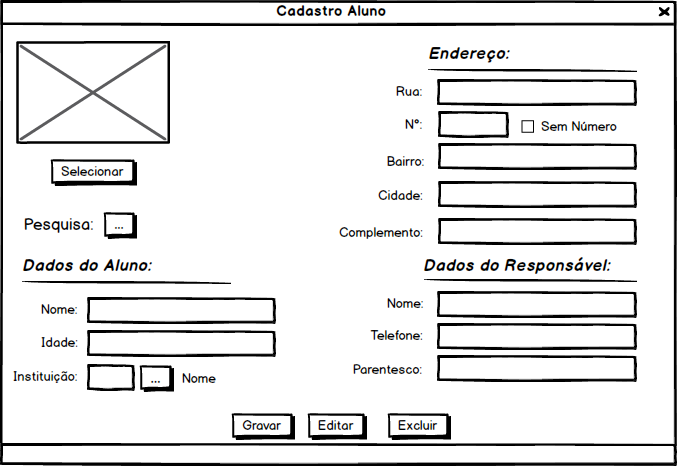 Cadastro Aluno
Selecionar
Pesquisa: ...
Endereço:
Rua:
Nº:
Sem Número
Bairro:
Cidade:
Complemento:
Dados do Aluno:
Nome:
Idade:
Instituição: ... Nome
Dados do Responsável:
Nome:
Telefone:
Parentesco:
Gravar Editar Excluir